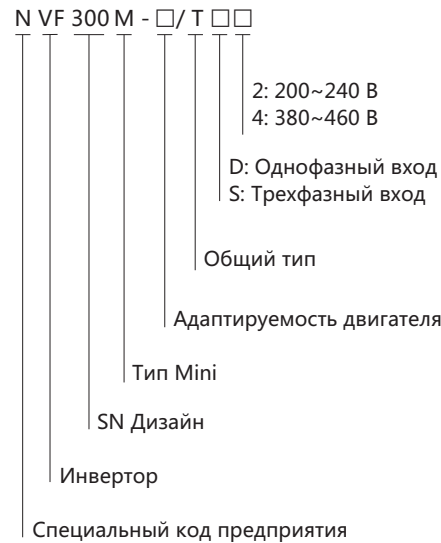 N VF 300 M - □/ T □ □
2: 200~240 В
4: 380~460 В
D: Однофазный вход
S: Трехфазный вход
Общий тип
Адаптируемость двигателя
Тип Mini
SN Дизайн
Инвертор
Специальный код предприятия